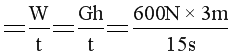 = W/t = Gh/t = 600N × 3m / 15s